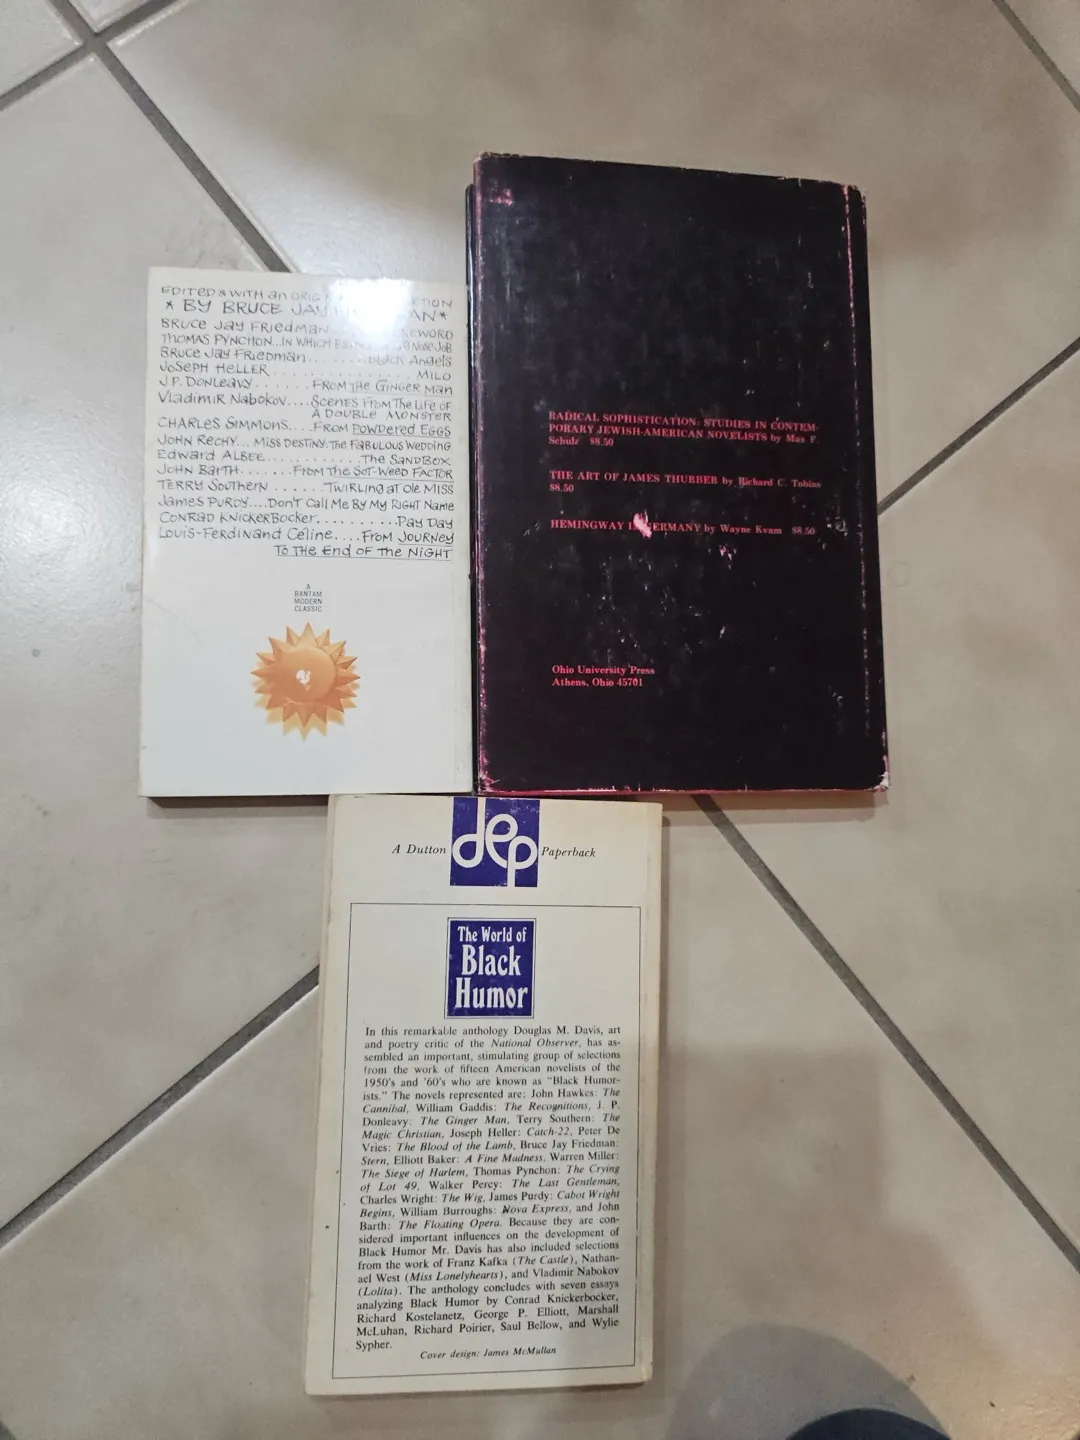 EDITED & WITH an ORIG
* BY BRUCE JAY AN*
BRUCE Jay FRiedman
THOMAS PYNCHON..IN WHICH Nose Job
BRUCE Jay FRiedman.......Black Angels
JoSEPH HELLER..............MILO
J.P. DONLeavy.......FROM THE GINGER Man
VLadimiR Nabokov....Scenes From The Life of
A DOUBLE MONSTER
CHARLES SIMMONS....FROM POWDERED EGGS
JOHN RECHY...MISS DESTINY:THE FABULOUS WEDDING
Edward ALBEE...........The SandBox
JOHN BaRTH......FROM THE SOT-WEED FACTOR
TERRY SOUTHERN.......TWiRLing at OLe MISS
James PURDY....Don't CaLL Me By My RIGHT Name
CONRAD KNICKERBOCKER..........PAY DAY
LOUIS-FERDINAND CéLine....FROM JOURNEY
TO THE End OF THe NIGHT
A
BANTAM
MODERN
CLASSIC
RADICAL SOPHISTICATION: STUDIES IN CONTEM-
PORARY JEWISH-AMERICAN NOVELISTS by Max F.
Schulz $8.50
THE ART OF JAMES THURBER by Richard C. Tobias
$8.50
HEMINGWAY IN GERMANY by Wayne Kvam $8.50
Ohio University Press
Athens, Ohio 45701
A Dutton dep Paperback
The World of
Black
Humor
In this remarkable anthology Douglas M. Davis, art
and poetry critic of the National Observer, has as-
sembled an important, stimulating group of selections
from the work of fifteen American novelists of the
1950's and '60's who are known as "Black Humor-
ists." The novels represented are: John Hawkes: The
Cannibal, William Gaddis: The Recognitions, J. P.
Donleavy: The Ginger Man, Terry Southern: The
Magic Christian, Joseph Heller: Catch-22, Peter De
Vries: The Blood of the Lamb, Bruce Jay Friedman:
Stern, Elliott Baker: A Fine Madness, Warren Miller:
The Siege of Harlem, Thomas Pynchon: The Crying
of Lot 49, Walker Percy: The Last Gentleman,
Charles Wright: The Wig, James Purdy: Cabot Wright
Begins, William Burroughs: Nova Express, and John
Barth: The Floating Opera. Because they are con-
sidered important influences on the development of
Black Humor Mr. Davis has also included selections
from the work of Franz Kafka (The Castle), Nathan-
ael West (Miss Lonelyhearts), and Vladimir Nabokov
(Lolita). The anthology concludes with seven essays
analyzing Black Humor by Conrad Knickerbocker,
Richard Kostelanetz, George P. Elliott, Marshall
McLuhan, Richard Poirier, Saul Bellow, and Wylie
Sypher.
Cover design: James McMullan